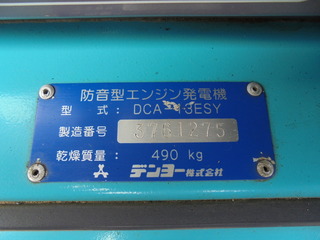 防音型エンジン発電機
型 式: DCA-13ESY
製造番号
乾燥質量: 490 kg
デンヨー株式会社